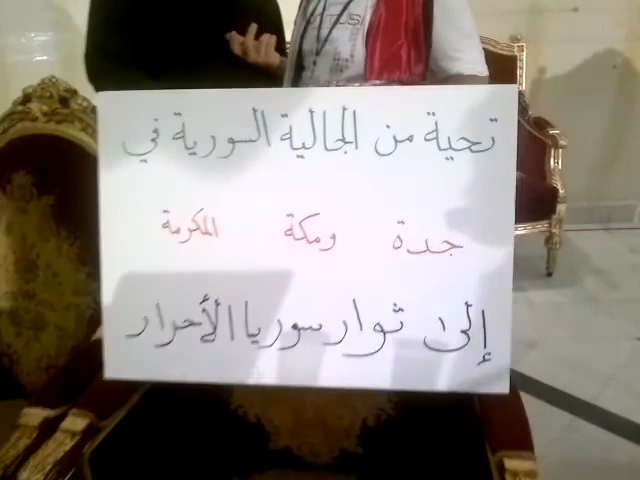 تحية من الجالية السورية في
جدة ومكة المكرمة
إلى ثوار سوريا الأحرار